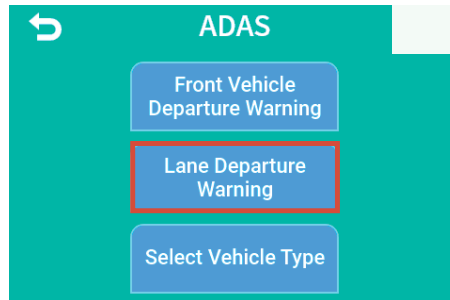 ADAS
Front Vehicle
Departure Warning
Lane Departure
Warning
Select Vehicle Type